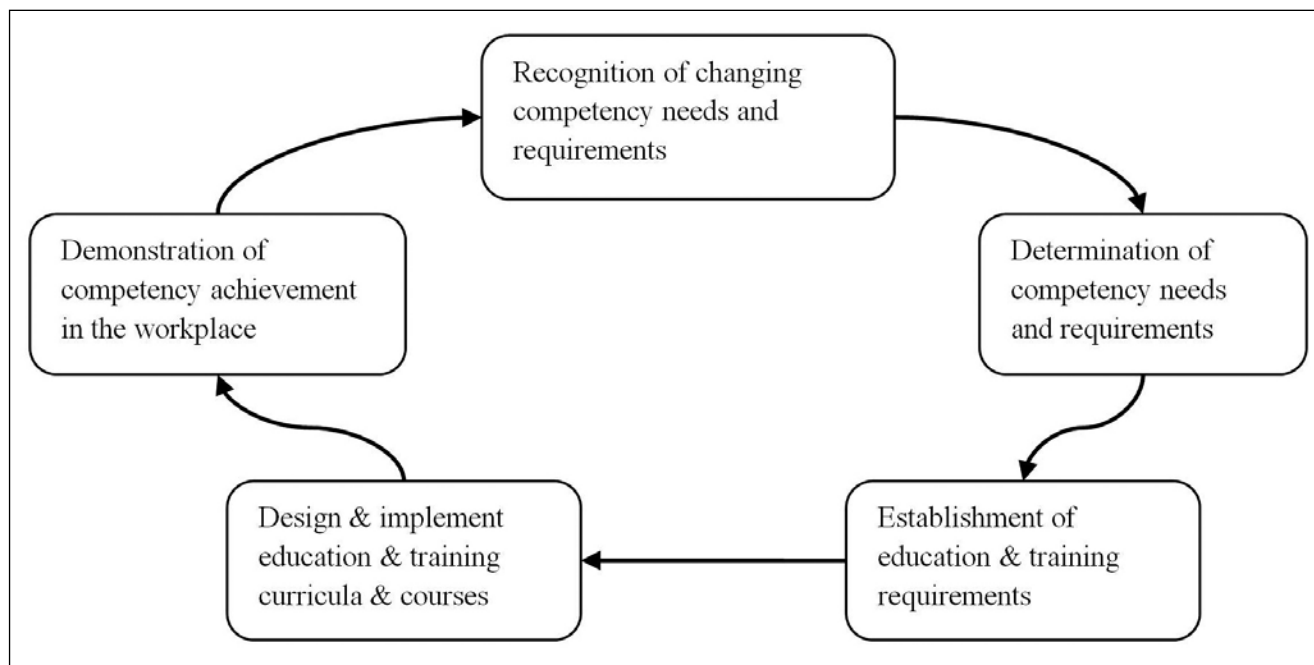 Recognition of changing
competency needs and
requirements
Determination of
competency needs
and requirements
Establishment of
education & training
requirements
Design & implement
education & training
curricula & courses
Demonstration of
competency achievement
in the workplace